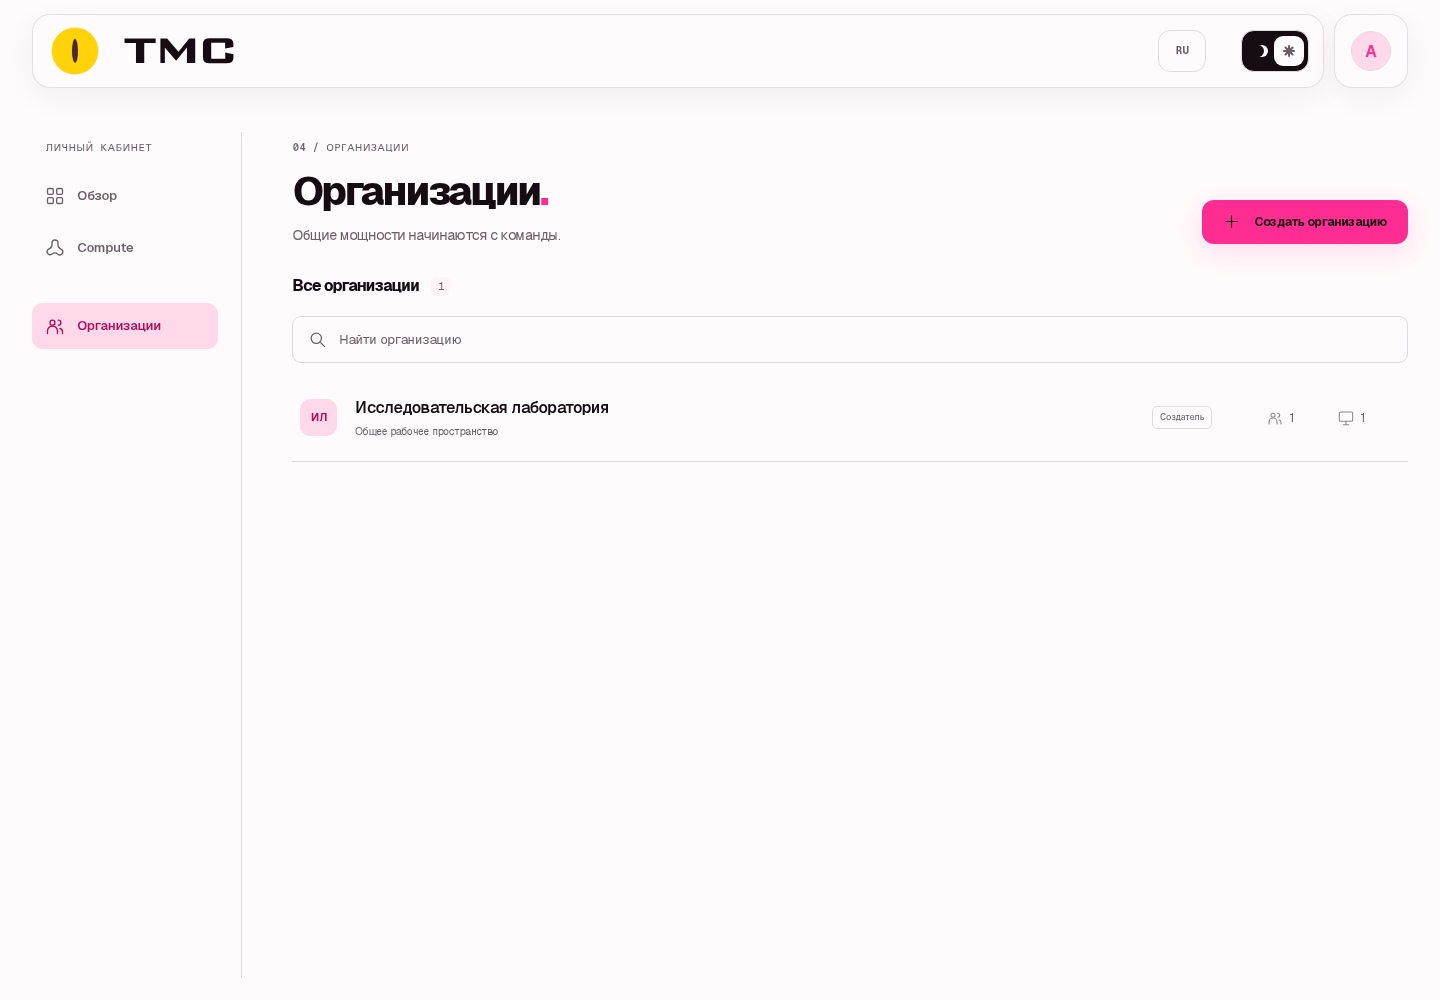 TMC
RU
A
ЛИЧНЫЙ КАБИНЕТ
Обзор
Compute
Организации
04 / ОРГАНИЗАЦИИ
Организации.
Общие мощности начинаются с команды.
Создать организацию
Все организации 1
Найти организацию
ИЛ
Исследовательская лаборатория
Общее рабочее пространство
Создатель
1
1